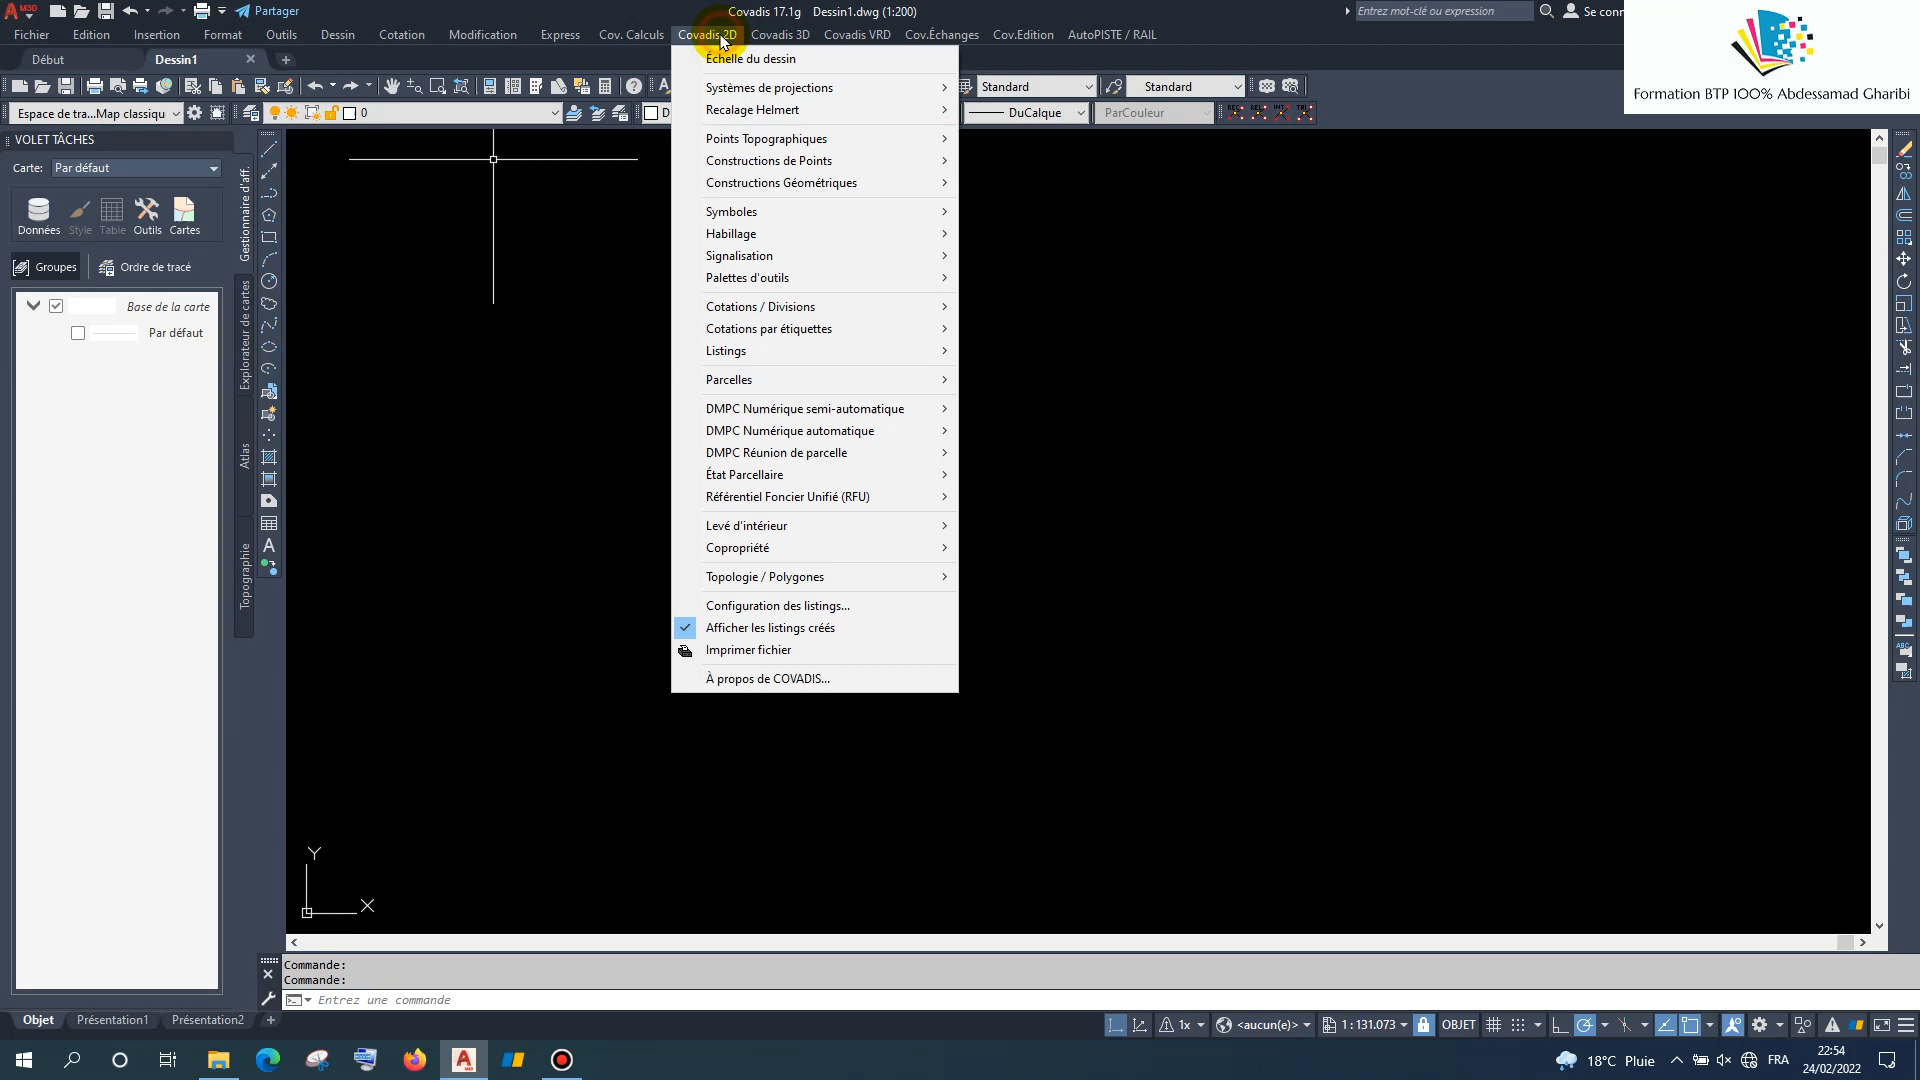 Covadis 17.1g Dessin1.dwg (1:200)
Partager
Entrez mot-clé ou expression
Se conn
Fichier Edition Insertion Format Outils Dessin Cotation Modification Express Cov. Calculs Covadis 2D Covadis 3D Covadis VRD Cov.Échanges Cov.Edition AutoPISTE / RAIL
Formation BTP 100% Abdessamad Gharibi
Début Dessin1
Standard Standard
Espace de tra...Map classiqu
0
D
DuCalque ParCouleur
VOLET TÂCHES
Carte: Par défaut
Données Style Table Outils Cartes
Groupes Ordre de tracé
Base de la carte
Par défaut
Gestionnaire d'aff.
Explorateur de cartes
Atlas
Topographie
Échelle du dessin
Systèmes de projections
Recalage Helmert
Points Topographiques
Constructions de Points
Constructions Géométriques
Symboles
Habillage
Signalisation
Palettes d'outils
Cotations / Divisions
Cotations par étiquettes
Listings
Parcelles
DMPC Numérique semi-automatique
DMPC Numérique automatique
DMPC Réunion de parcelle
État Parcellaire
Référentiel Foncier Unifié (RFU)
Levé d'intérieur
Copropriété
Topologie / Polygones
Configuration des listings...
Afficher les listings créés
Imprimer fichier
À propos de COVADIS...
Y
X
Commande:
Commande:
Entrez une commande
Objet Présentation1 Présentation2
1x <aucun(e)> 1 : 131.073 OBJET
18°C Pluie FRA 22:54
24/02/2022